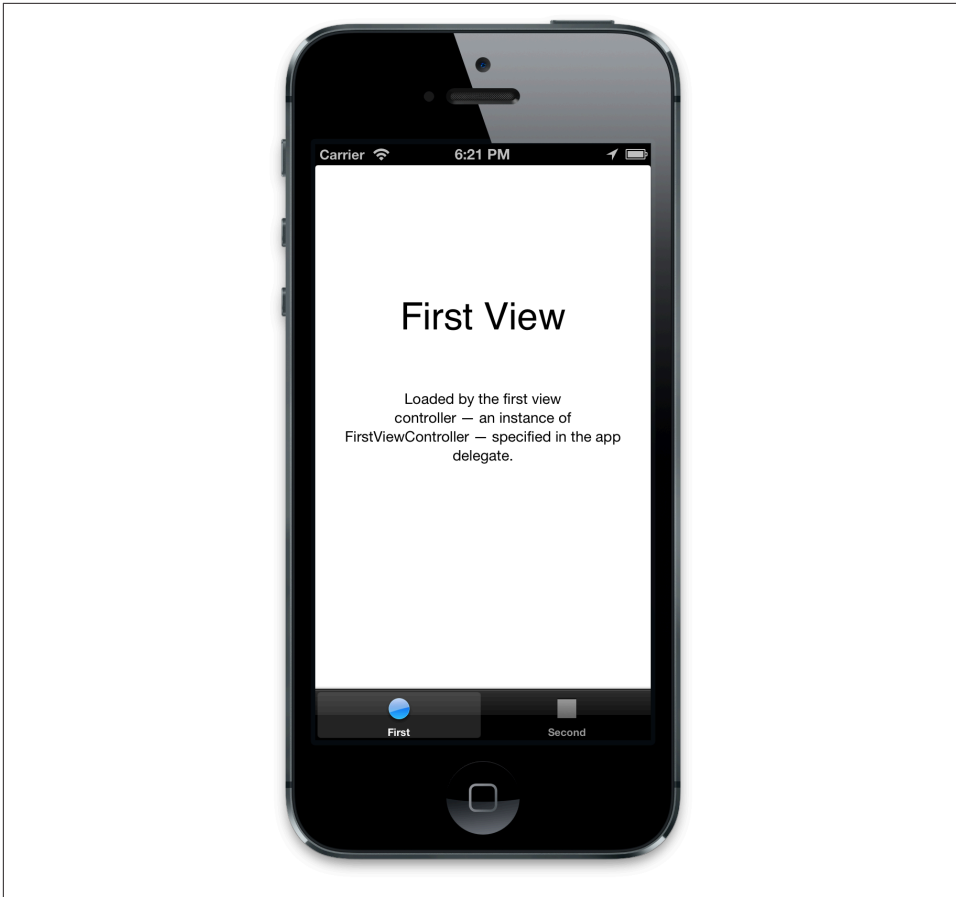 Carrier 6:21 PM
First View
Loaded by the first view
controller — an instance of
FirstViewController — specified in the app
delegate.
First Second